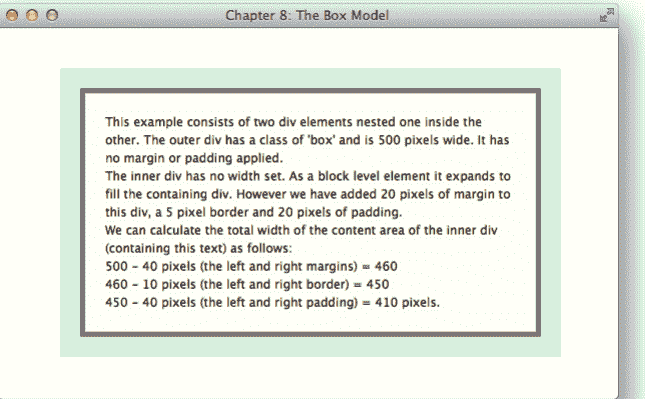 Chapter 8: The Box Model
This example consists of two div elements nested one inside the
other. The outer div has a class of 'box' and is 500 pixels wide. It has
no margin or padding applied.
The inner div has no width set. As a block level element it expands to
fill the containing div. However we have added 20 pixels of margin to
this div, a 5 pixel border and 20 pixels of padding.
We can calculate the total width of the content area of the inner div
(containing this text) as follows:
500 - 40 pixels (the left and right margins) = 460
460 - 10 pixels (the left and right border) = 450
450 - 40 pixels (the left and right padding) = 410 pixels.